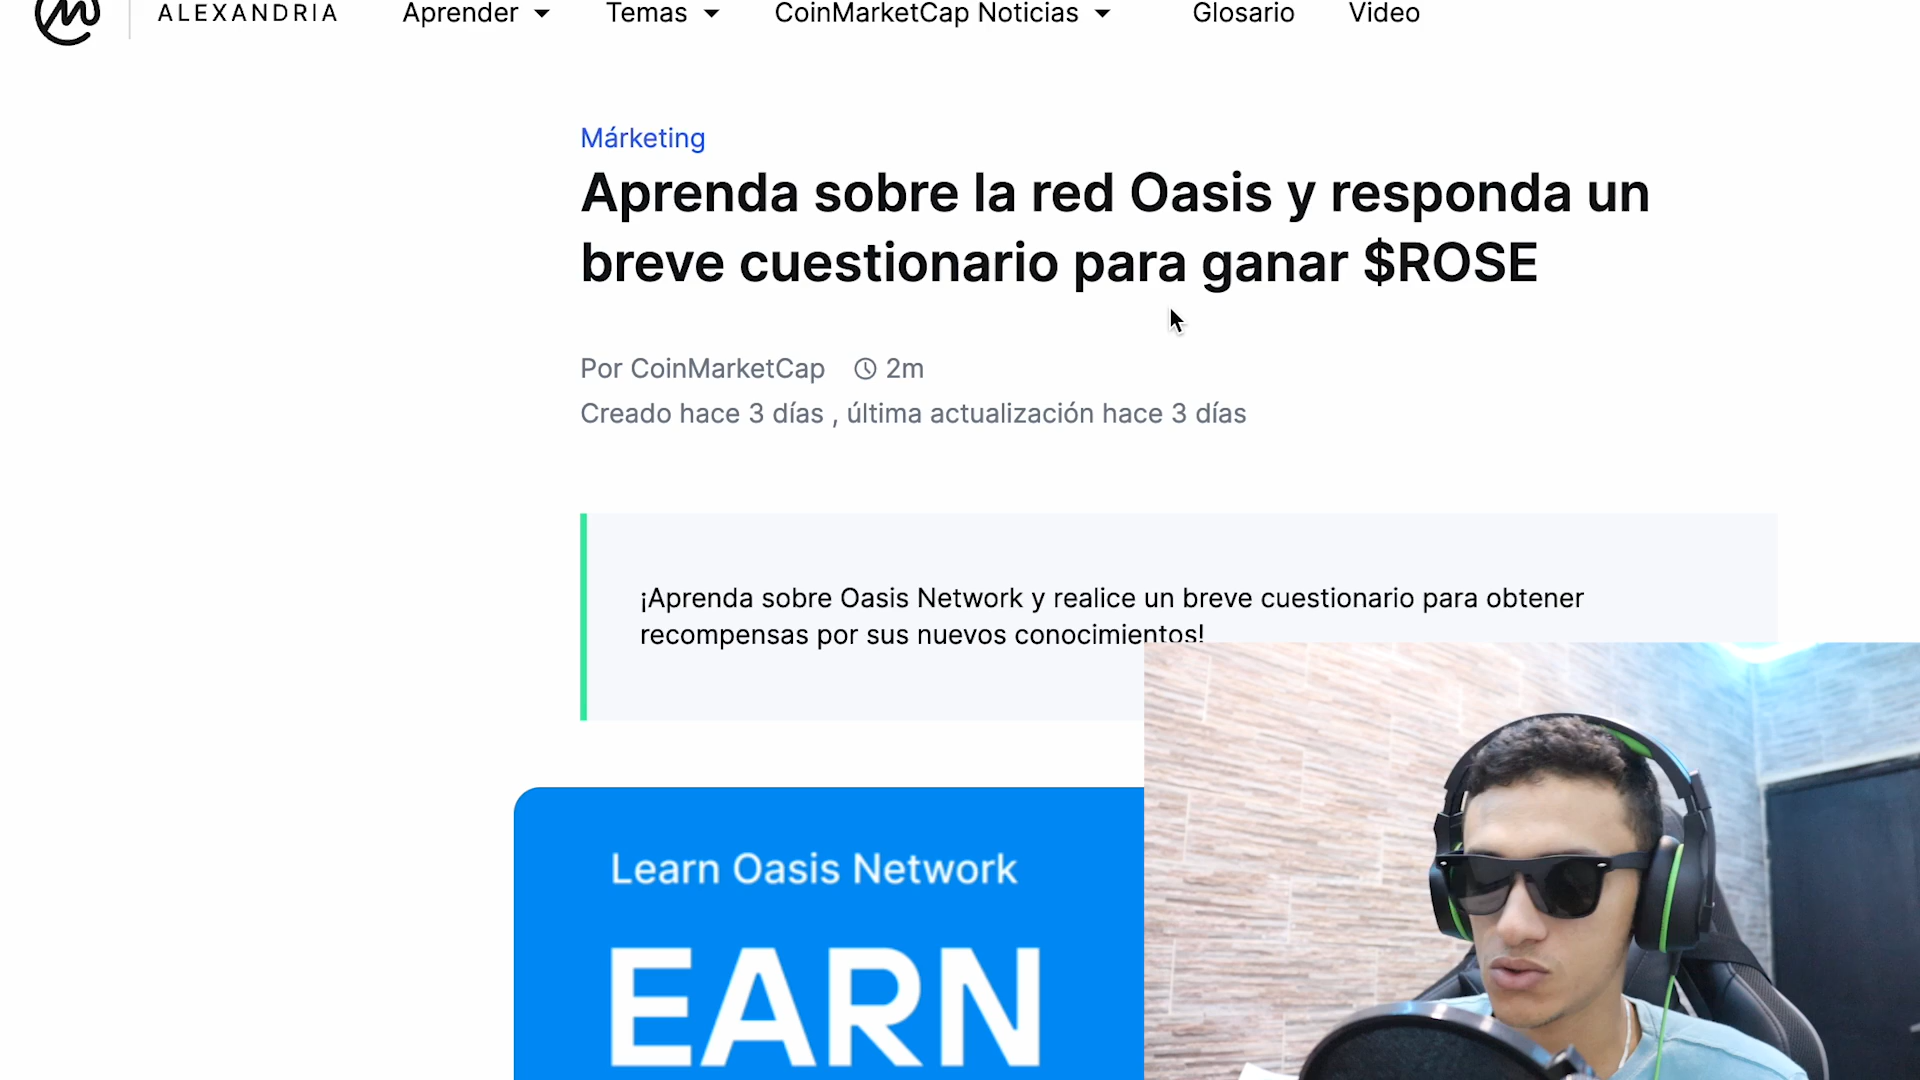 ALEXANDRIA
Aprender
Temas
CoinMarketCap Noticias
Glosario
Video
Márketing
Aprenda sobre la red Oasis y responda un
breve cuestionario para ganar $ROSE
Por CoinMarketCap 2m
Creado hace 3 días , última actualización hace 3 días
¡Aprenda sobre Oasis Network y realice un breve cuestionario para obtener
recompensas por sus nuevos conocimientos!
Learn Oasis Network
EARN